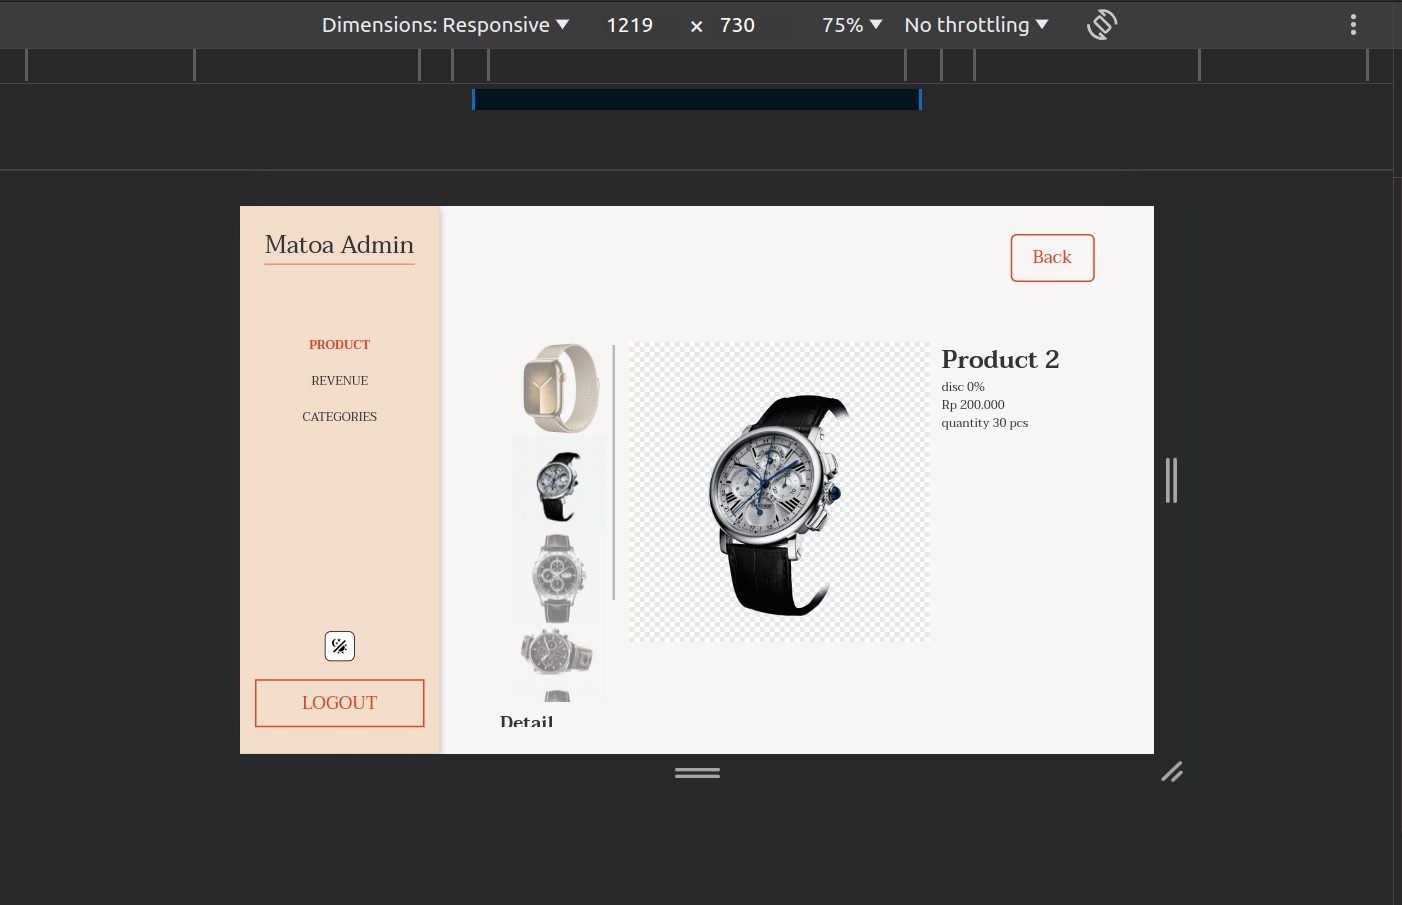 Dimensions: Responsive ▼ 1219 × 730 75% ▼ No throttling ▼
Matoa Admin
Back
PRODUCT
REVENUE
CATEGORIES
LOGOUT
Product 2
disc 0%
Rp 200.000
quantity 30 pcs
Detail